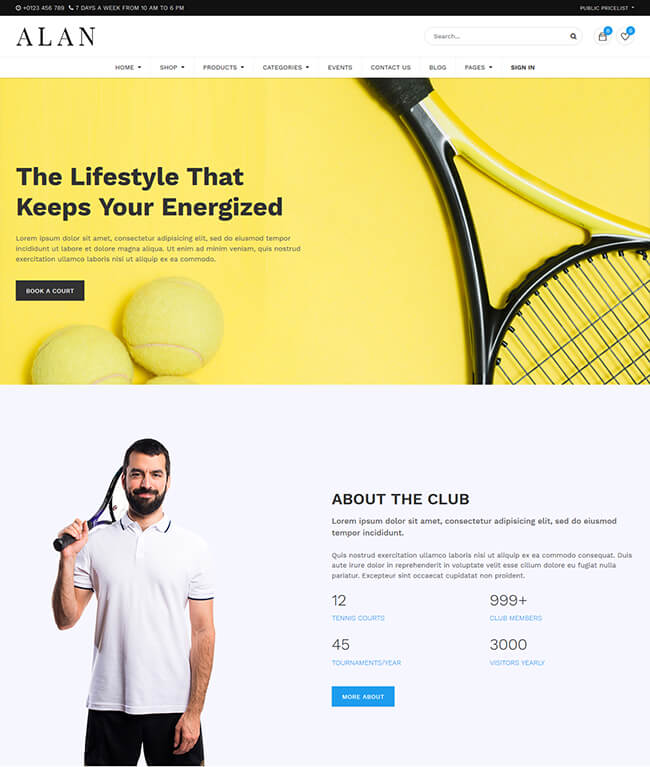 +0123 456 789 7 DAYS A WEEK FROM 10 AM TO 6 PM PUBLIC PRICELIST
ALAN Search... 0 0
HOME SHOP PRODUCTS CATEGORIES EVENTS CONTACT US BLOG PAGES SIGN IN
The Lifestyle That
Keeps Your Energized
Lorem ipsum dolor sit amet, consectetur adipisicing elit, sed do eiusmod tempor
incididunt ut labore et dolore magna aliqua. Ut enim ad minim veniam, quis nostrud
exercitation ullamco laboris nisi ut aliquip ex ea commodo.
BOOK A COURT
ABOUT THE CLUB
Lorem ipsum dolor sit amet, consectetur adipisicing elit, sed do eiusmod
tempor incididunt.
Quis nostrud exercitation ullamco laboris nisi ut aliquip ex ea commodo consequat. Duis
aute irure dolor in reprehenderit in voluptate velit esse cillum dolore eu fugiat nulla
pariatur. Excepteur sint occaecat cupidatat non proident.
12 999+
TENNIS COURTS CLUB MEMBERS
45 3000
TOURNAMENTS/YEAR VISITORS YEARLY
MORE ABOUT